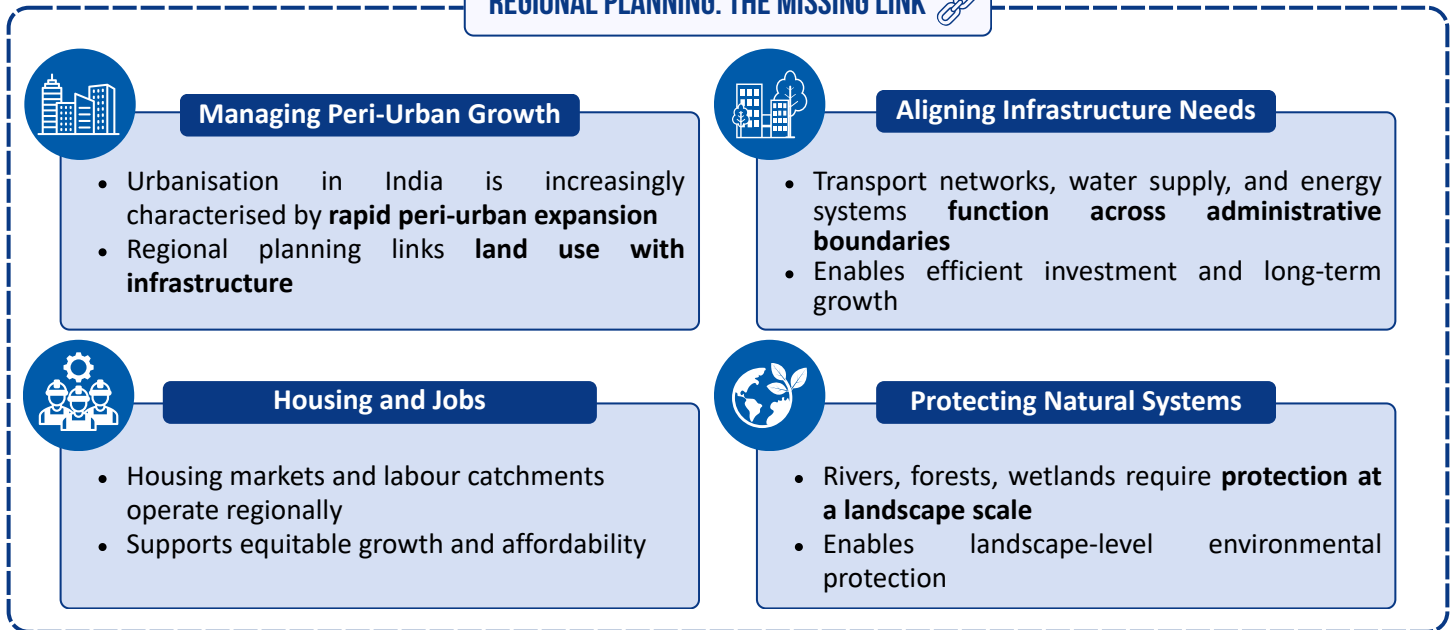 REGIONAL PLANNING: THE MISSING LINK
Managing Peri-Urban Growth
• Urbanisation in India is increasingly
characterised by rapid peri-urban expansion
• Regional planning links land use with
infrastructure
Aligning Infrastructure Needs
• Transport networks, water supply, and energy
systems function across administrative
boundaries
• Enables efficient investment and long-term
growth
Housing and Jobs
• Housing markets and labour catchments
operate regionally
• Supports equitable growth and affordability
Protecting Natural Systems
• Rivers, forests, wetlands require protection at
a landscape scale
• Enables landscape-level environmental
protection